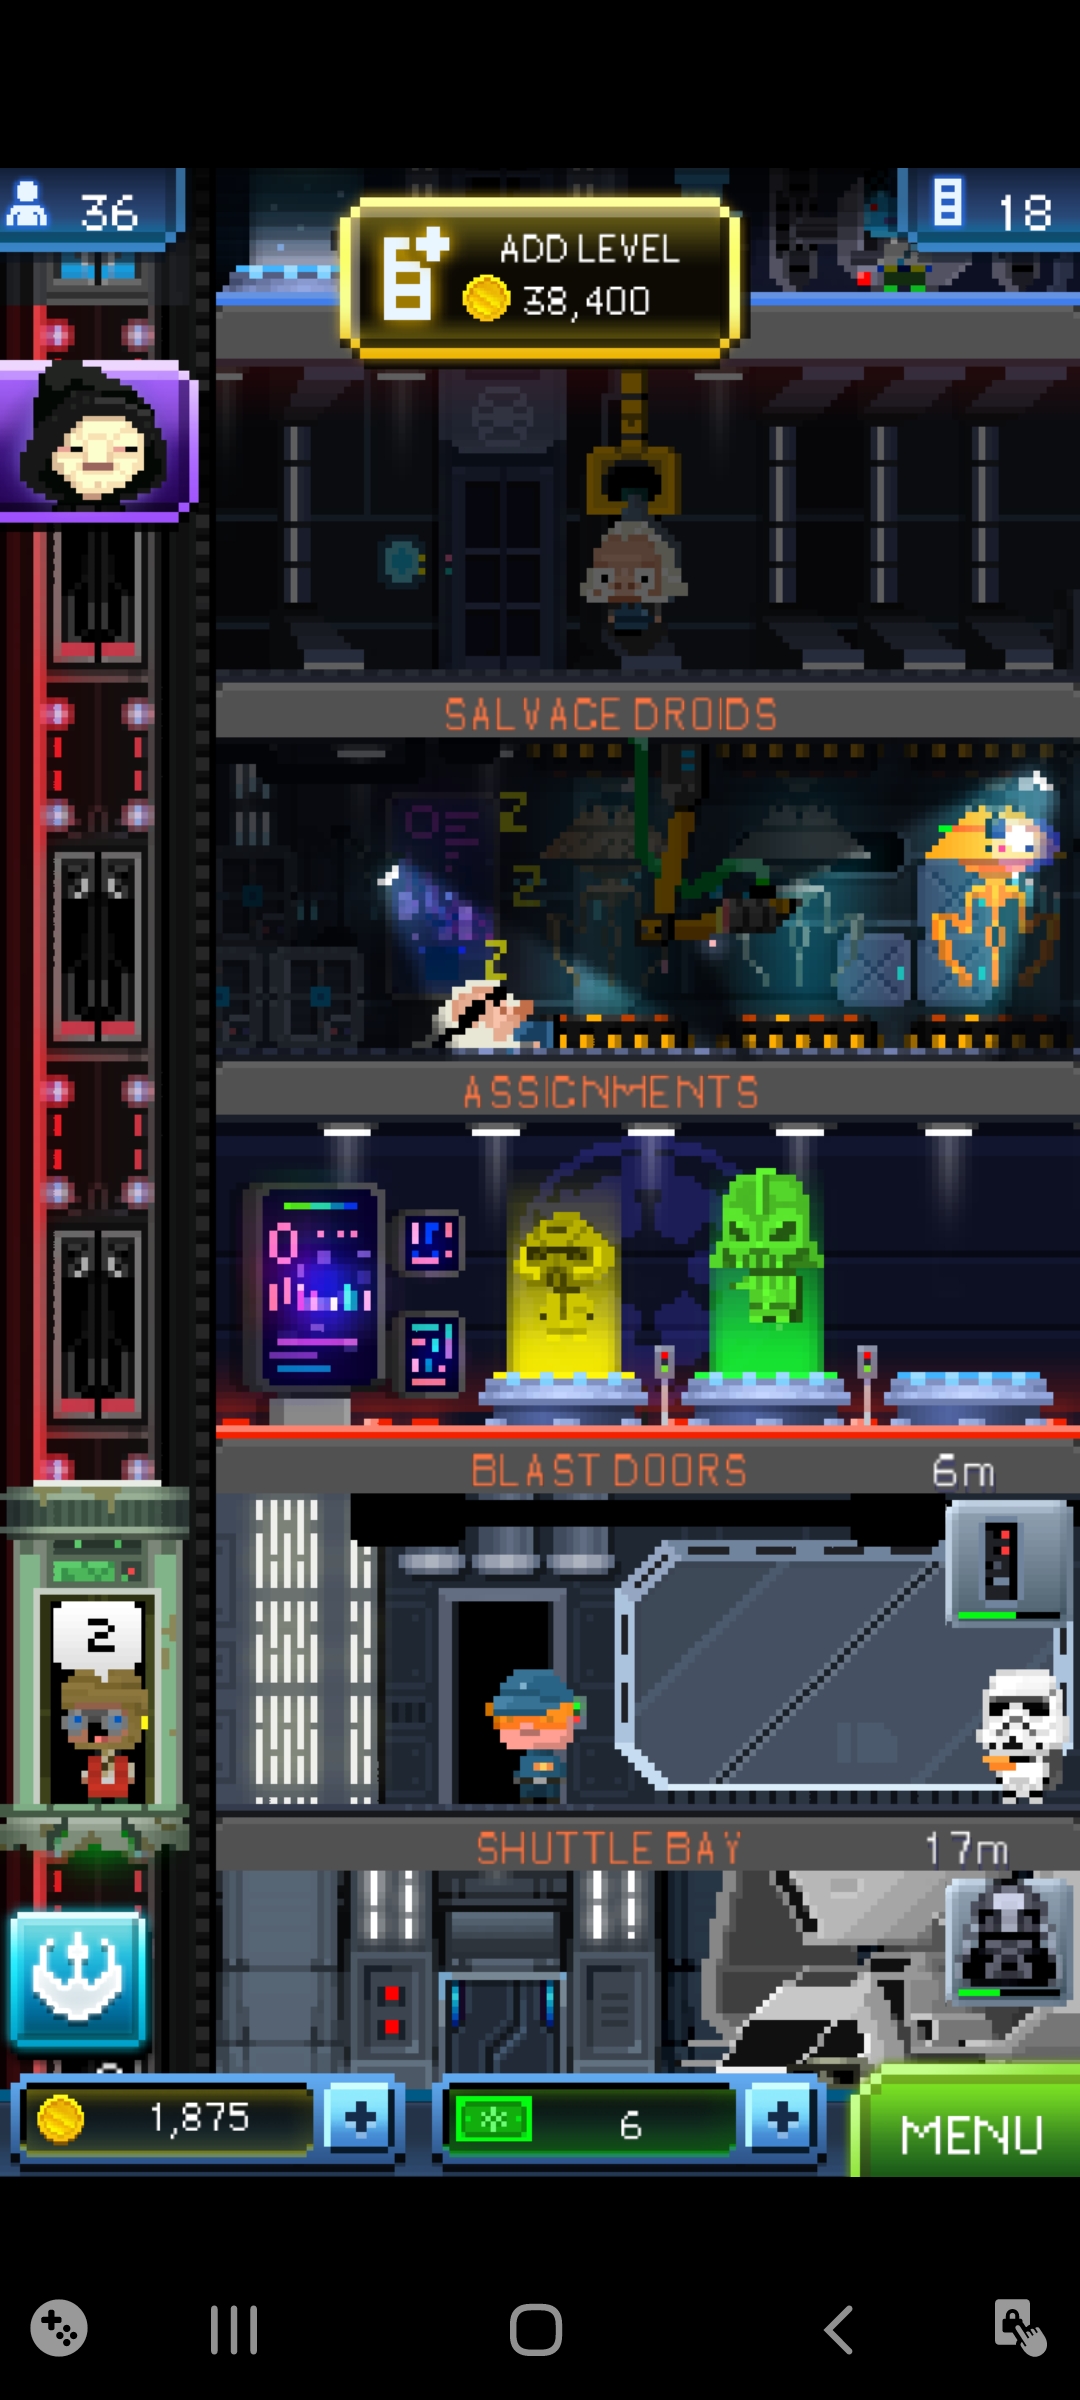 36
18
ADD LEVEL
38,400
SALVAGE DROIDS
Z
Z
Z
ASSIGNMENTS
BLAST DOORS 6m
2
SHUTTLE BAY 17m
1,875
6
MENU